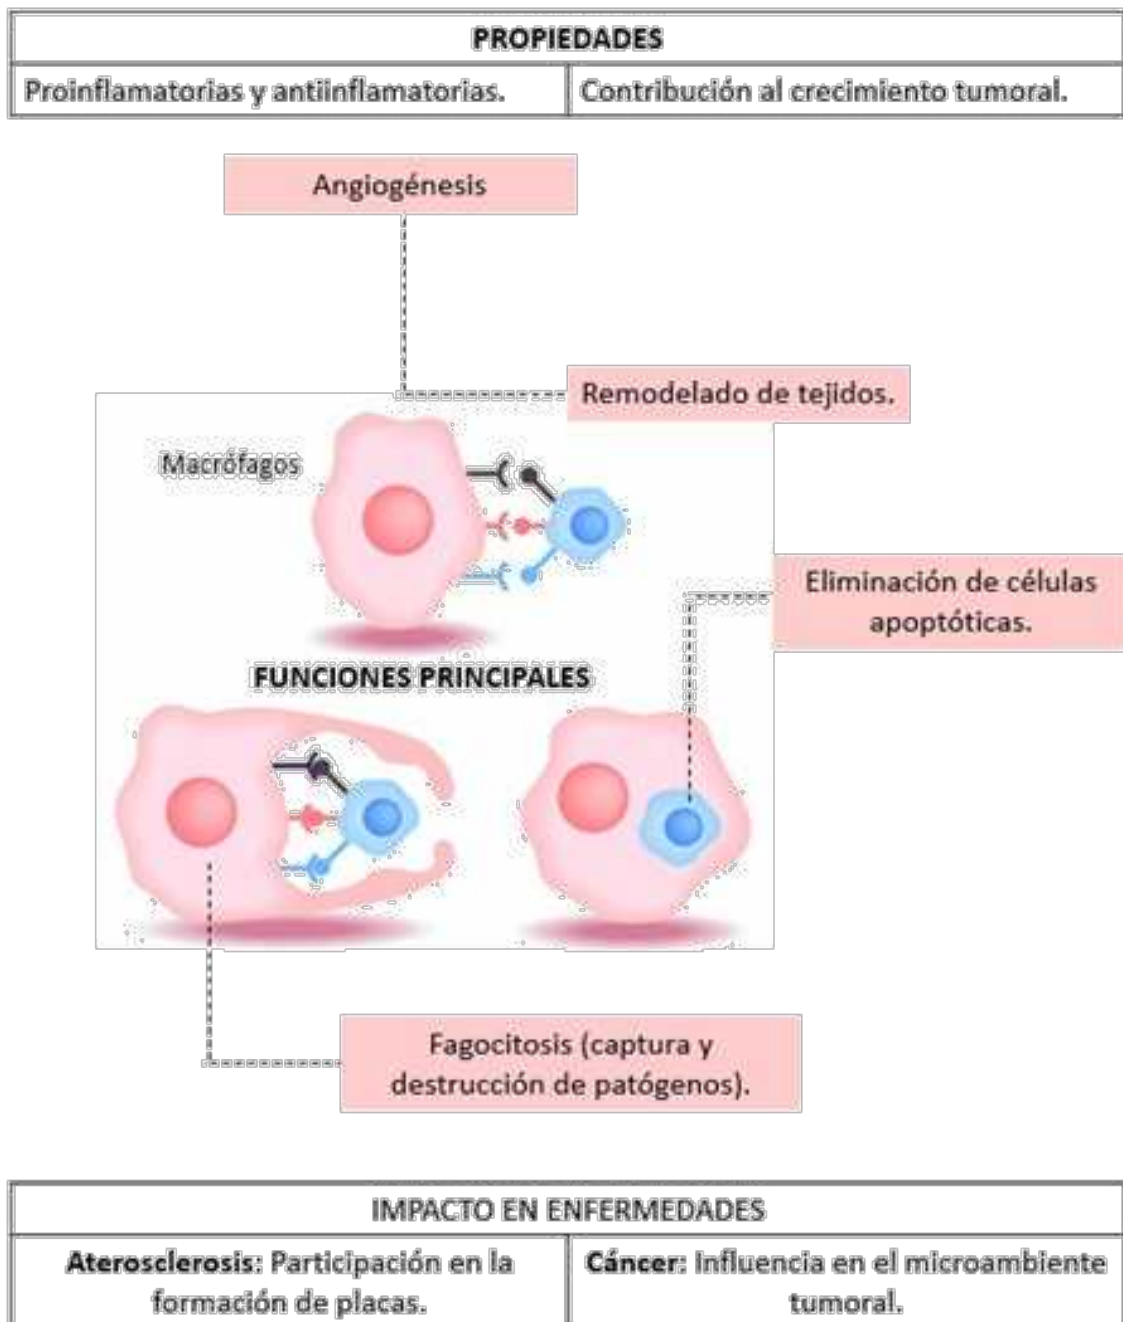 PROPIEDADES
Proinflamatorias y antiinflamatorias.
Contribución al crecimiento tumoral.
Angiogénesis
Remodelado de tejidos.
Macrófagos
Eliminación de células
apoptóticas.
FUNCIONES PRINCIPALES
Fagocitosis (captura y
destrucción de patógenos).
IMPACTO EN ENFERMEDADES
Aterosclerosis: Participación en la
formación de placas.
Cáncer: Influencia en el microambiente
tumoral.